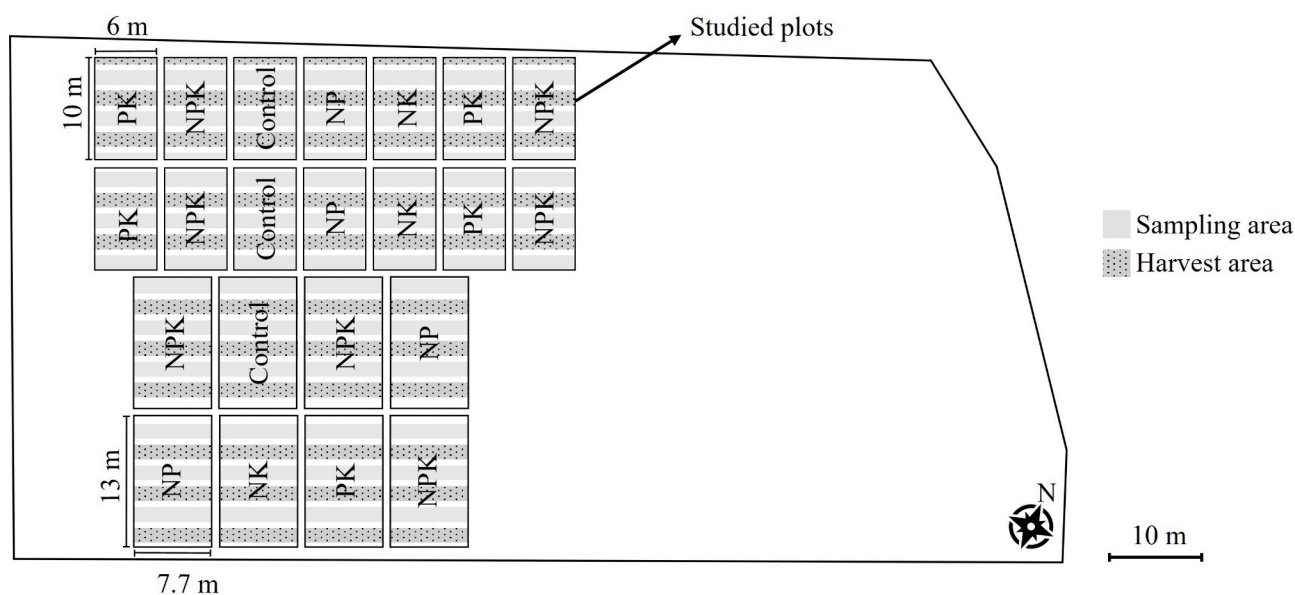 6 m
Studied plots
10 m
PK
NPK
Control
NP
NK
PK
NPK
PK
NPK
Control
NP
NK
PK
NPK
Sampling area
Harvest area
NPK
Control
NPK
NP
13 m
NP
NK
PK
NPK
N
10 m
7.7 m